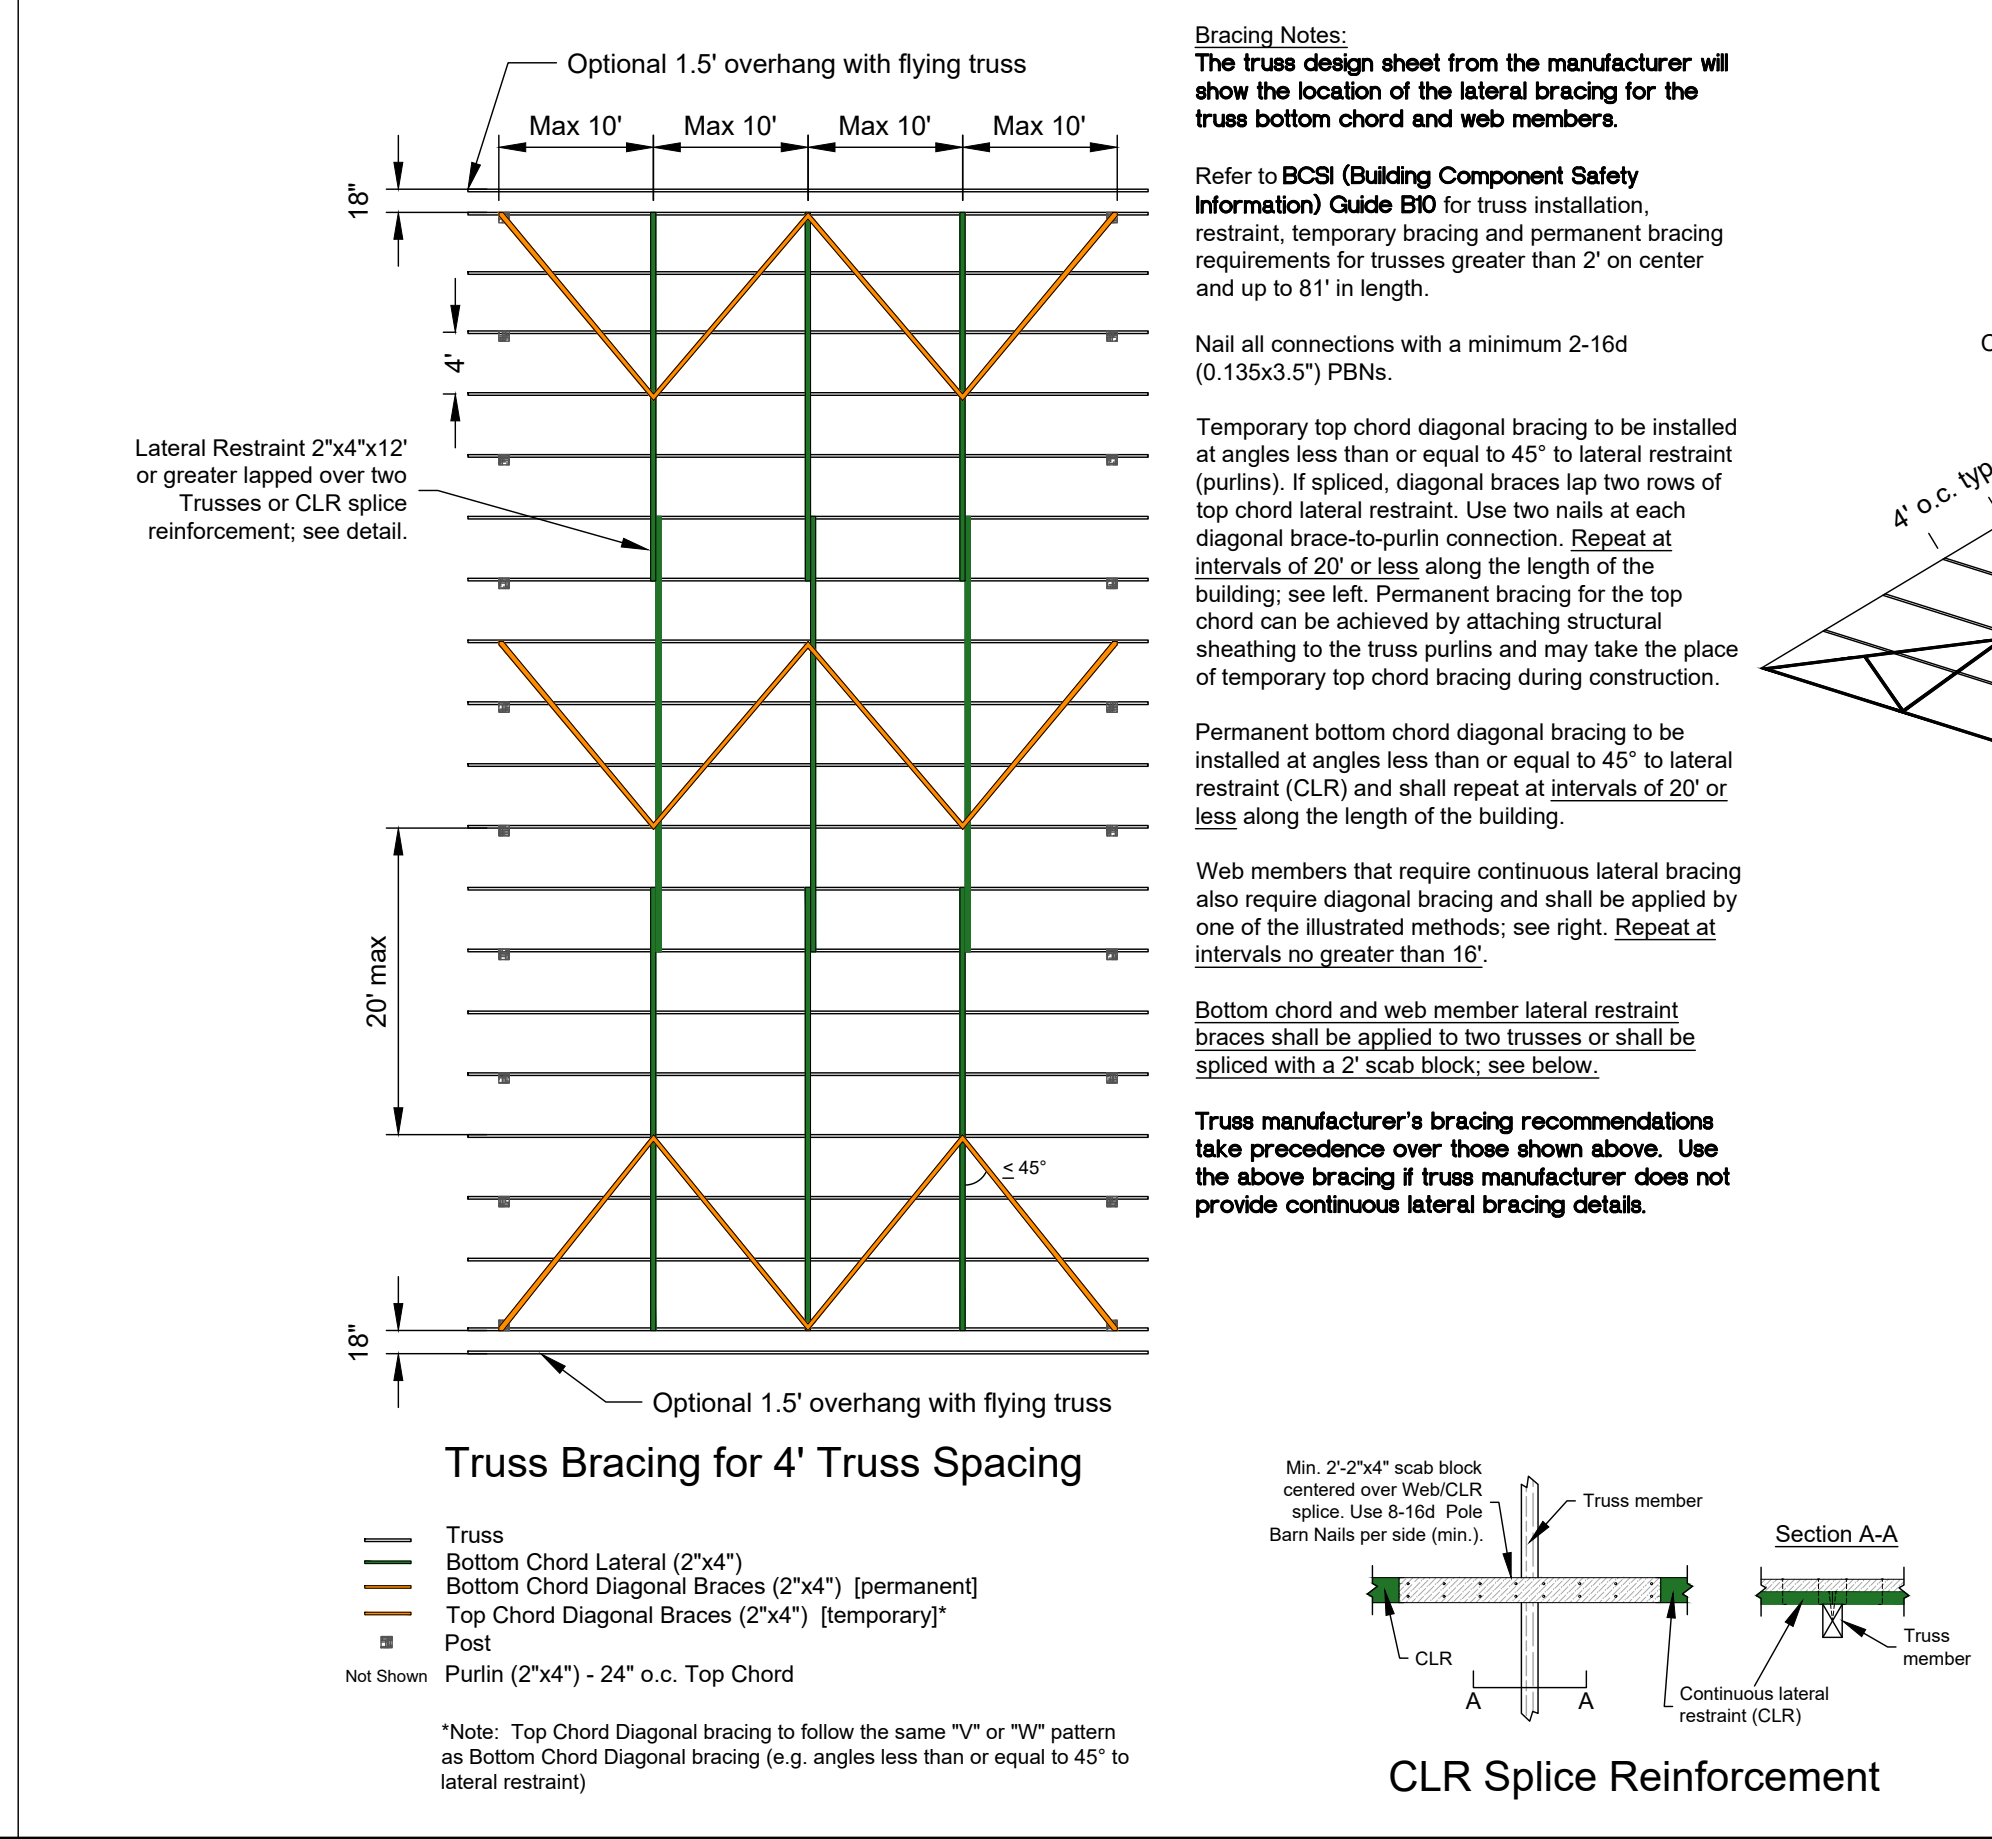 Optional 1.5' overhang with flying truss
Max 10' Max 10' Max 10' Max 10'
18"
4'
Lateral Restraint 2"x4"x12'
or greater lapped over two
Trusses or CLR splice
reinforcement; see detail.
20' max
≤ 45°
18"
Optional 1.5' overhang with flying truss
Truss Bracing for 4' Truss Spacing
Truss
Bottom Chord Lateral (2"x4")
Bottom Chord Diagonal Braces (2"x4") [permanent]
Top Chord Diagonal Braces (2"x4") [temporary]*
Post
Not Shown Purlin (2"x4") - 24" o.c. Top Chord
*Note: Top Chord Diagonal bracing to follow the same "V" or "W" pattern
as Bottom Chord Diagonal bracing (e.g. angles less than or equal to 45° to
lateral restraint)
Bracing Notes:
The truss design sheet from the manufacturer will
show the location of the lateral bracing for the
truss bottom chord and web members.
Refer to BCSI (Building Component Safety
Information) Guide B10 for truss installation,
restraint, temporary bracing and permanent bracing
requirements for trusses greater than 2' on center
and up to 81' in length.
Nail all connections with a minimum 2-16d
(0.135x3.5") PBNs.
Temporary top chord diagonal bracing to be installed
at angles less than or equal to 45° to lateral restraint
(purlins). If spliced, diagonal braces lap two rows of
top chord lateral restraint. Use two nails at each
diagonal brace-to-purlin connection. Repeat at
intervals of 20' or less along the length of the
building; see left. Permanent bracing for the top
chord can be achieved by attaching structural
sheathing to the truss purlins and may take the place
of temporary top chord bracing during construction.
Permanent bottom chord diagonal bracing to be
installed at angles less than or equal to 45° to lateral
restraint (CLR) and shall repeat at intervals of 20' or
less along the length of the building.
Web members that require continuous lateral bracing
also require diagonal bracing and shall be applied by
one of the illustrated methods; see right. Repeat at
intervals no greater than 16'.
Bottom chord and web member lateral restraint
braces shall be applied to two trusses or shall be
spliced with a 2' scab block; see below.
Truss manufacturer's bracing recommendations
take precedence over those shown above. Use
the above bracing if truss manufacturer does not
provide continuous lateral bracing details.
4' o.c. typ
Min. 2'-2"x4" scab block
centered over Web/CLR
splice. Use 8-16d Pole
Barn Nails per side (min.).
Truss member
CLR
A A
Section A-A
Truss
member
Continuous lateral
restraint (CLR)
CLR Splice Reinforcement